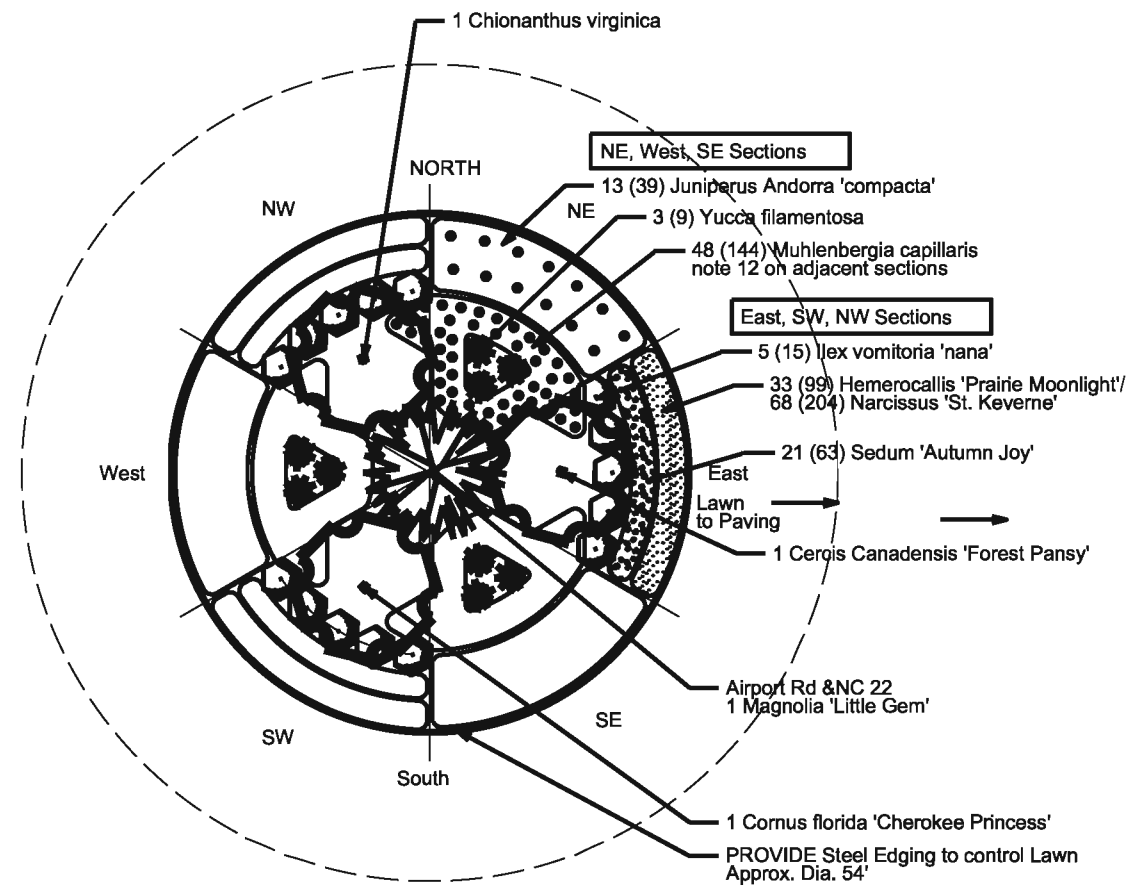 1 Chionanthus virginica
NE, West, SE Sections
NORTH
13 (39) Juniperus Andorra 'compacta'
NW
NE
3 (9) Yucca filamentosa
48 (144) Muhlenbergia capillaris
note 12 on adjacent sections
East, SW, NW Sections
5 (15) Ilex vomitoria 'nana'
33 (99) Hemerocallis 'Prairie Moonlight'/
68 (204) Narcissus 'St. Keverne'
21 (63) Sedum 'Autumn Joy'
West
East
Lawn
to Paving
1 Cercis Canadensis 'Forest Pansy'
Airport Rd &NC 22
1 Magnolia 'Little Gem'
SE
SW
South
1 Cornus florida 'Cherokee Princess'
PROVIDE Steel Edging to control Lawn
Approx. Dia. 54'